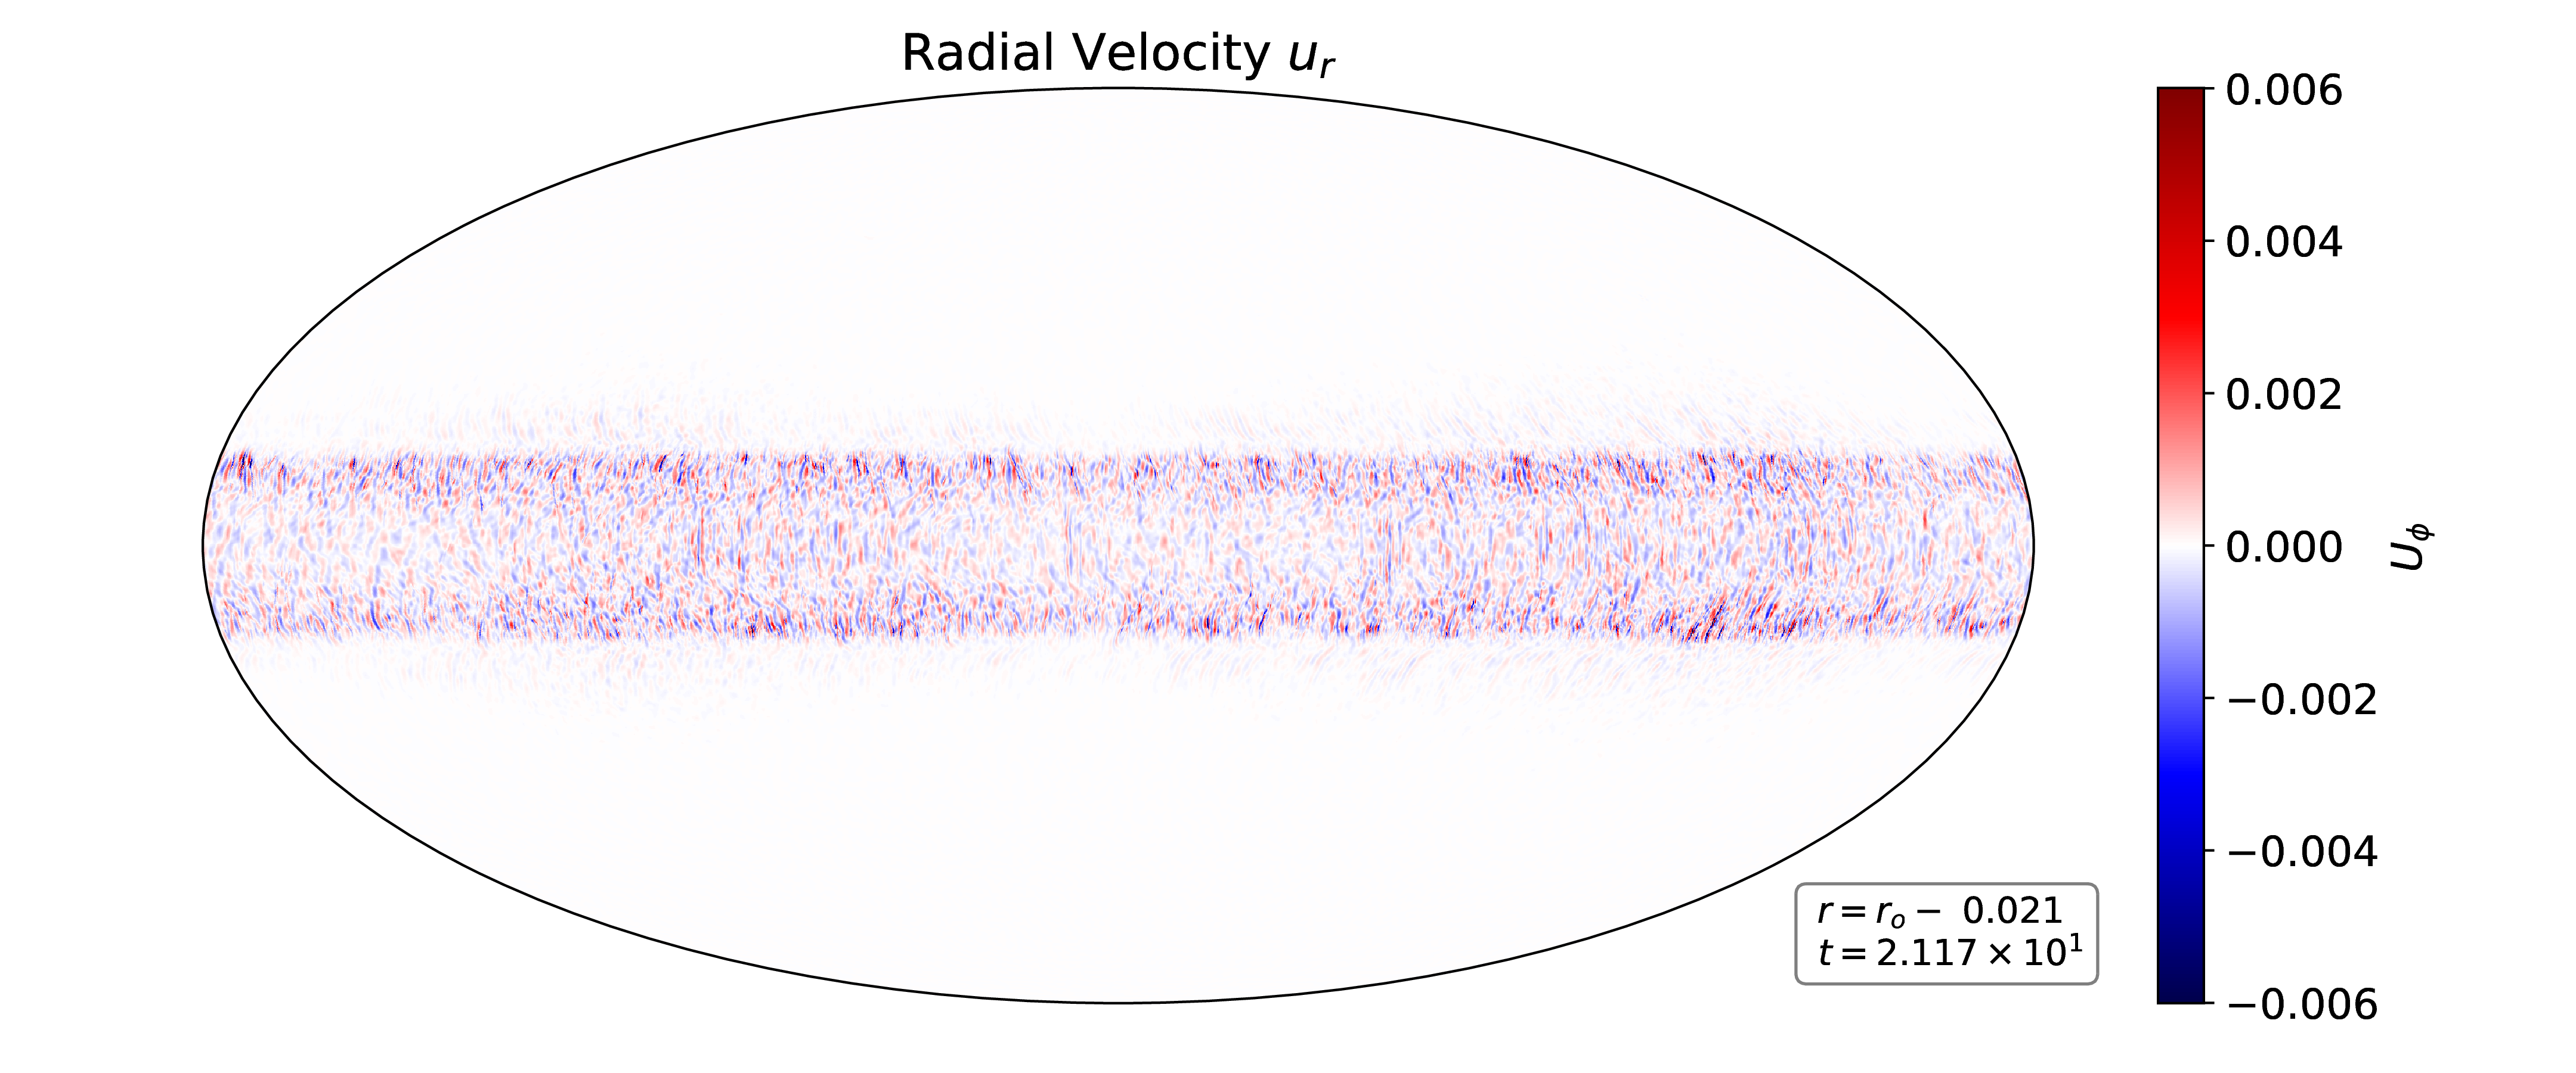 Radial Velocity u_r
0.006
0.004
0.002
0.000
−0.002
−0.004
−0.006
U_ϕ
r = r_o − 0.021
t = 2.117 × 10^1